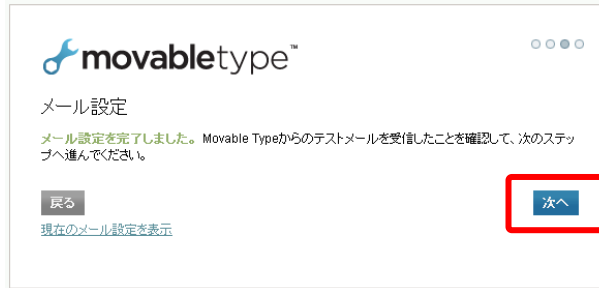 movabletype™
メール設定
メール設定を完了しました。Movable Typeからのテストメールを受信したことを確認して、次のステッ
プへ進んでください。
戻る
次へ
現在のメール設定を表示